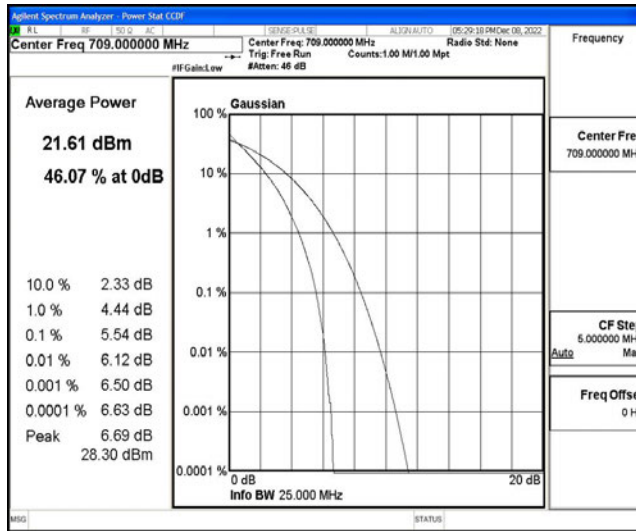 Agilent Spectrum Analyzer - Power Stat CCDF
RL RF 50 Ω AC SENSE:PULSE ALIGN AUTO 05:29:18 PM Dec 08, 2022
Center Freq 709.000000 MHz
Center Freq: 709.000000 MHz Radio Std: None
Trig: Free Run Counts:1.00 M/1.00 Mpt
#IFGain:Low #Atten: 46 dB
Frequency
Average Power
21.61 dBm
46.07 % at 0dB
10.0 % 2.33 dB
1.0 % 4.44 dB
0.1 % 5.54 dB
0.01 % 6.12 dB
0.001 % 6.50 dB
0.0001 % 6.63 dB
Peak 6.69 dB
28.30 dBm
Gaussian
100 %
10 %
1 %
0.1 %
0.01 %
0.001 %
0.0001 %
0 dB 20 dB
Info BW 25.000 MHz
Center Fre
709.000000 MH
CF Ste
5.000000 MH
Auto Ma
Freq Offse
0 H
MSG STATUS